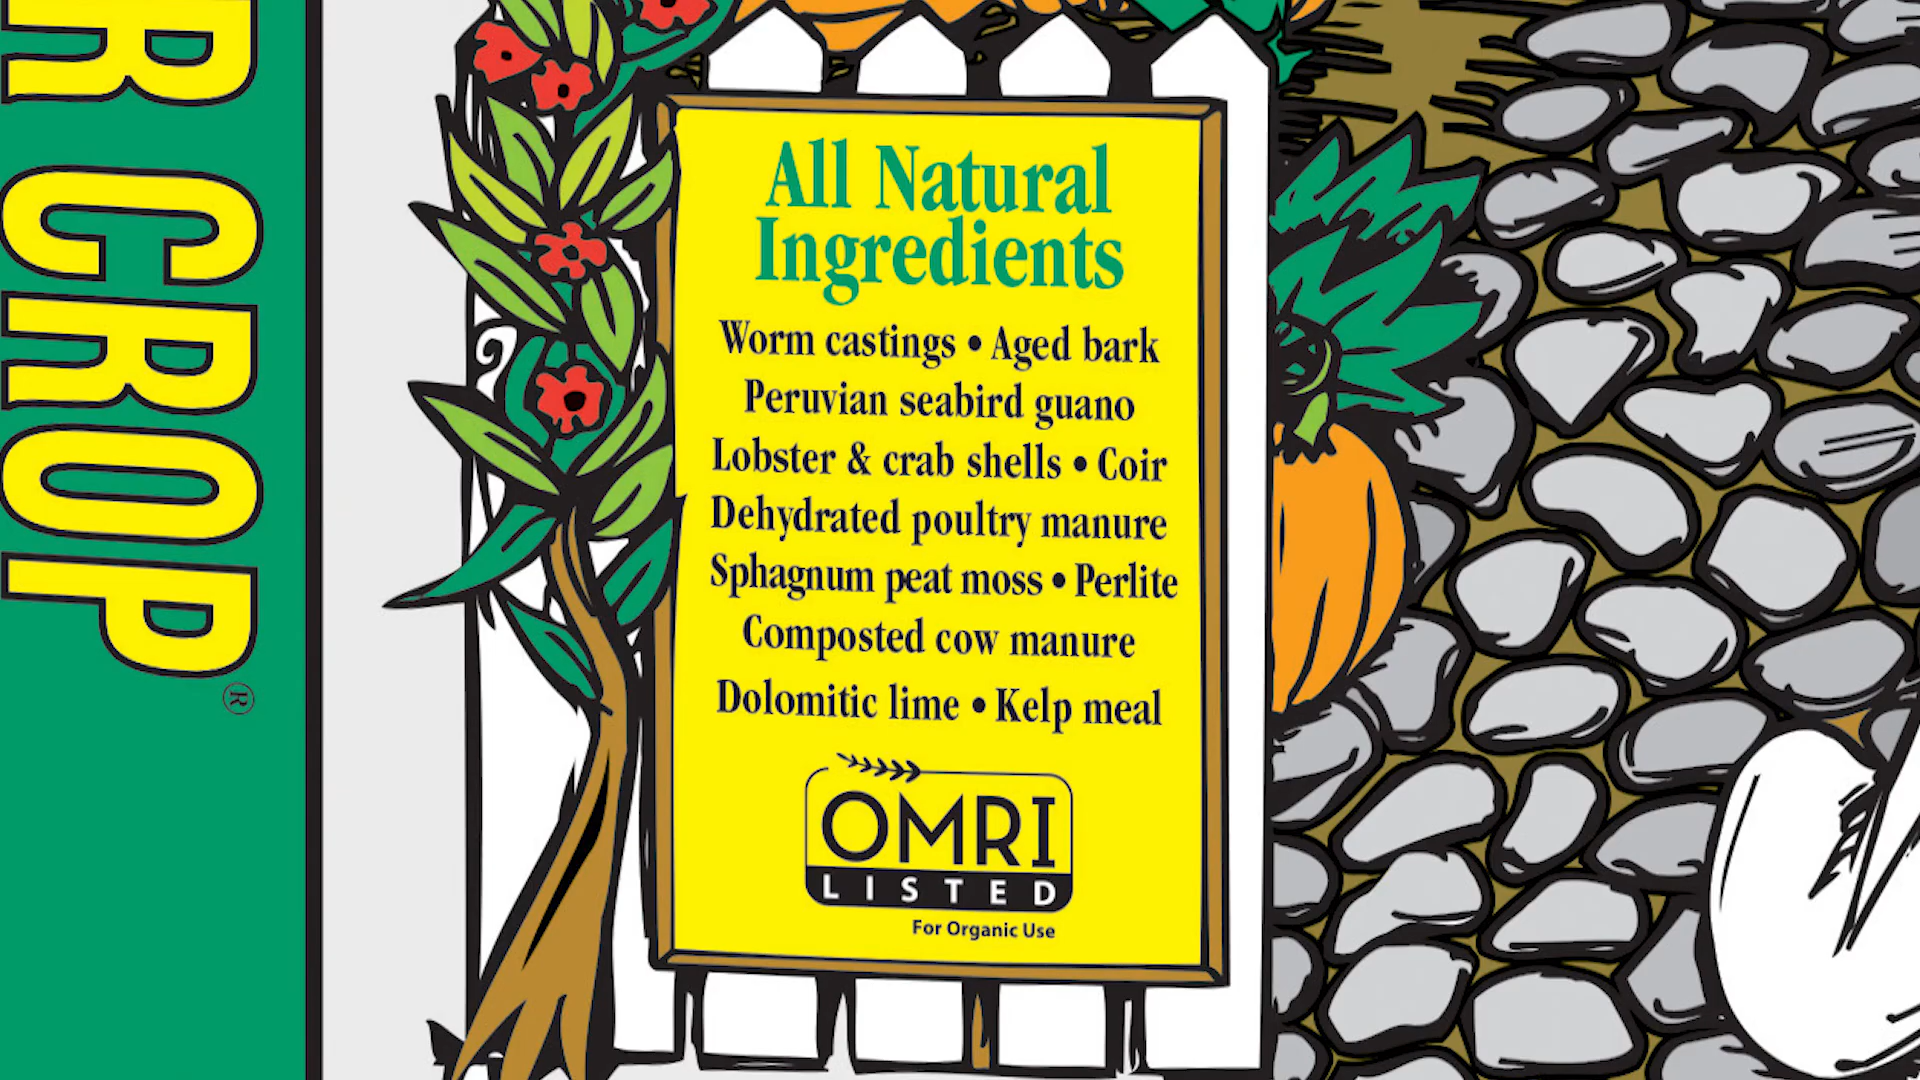 R CROP®
All Natural
Ingredients
Worm castings • Aged bark
Peruvian seabird guano
Lobster & crab shells • Coir
Dehydrated poultry manure
Sphagnum peat moss • Perlite
Composted cow manure
Dolomitic lime • Kelp meal
OMRI
LISTED
For Organic Use